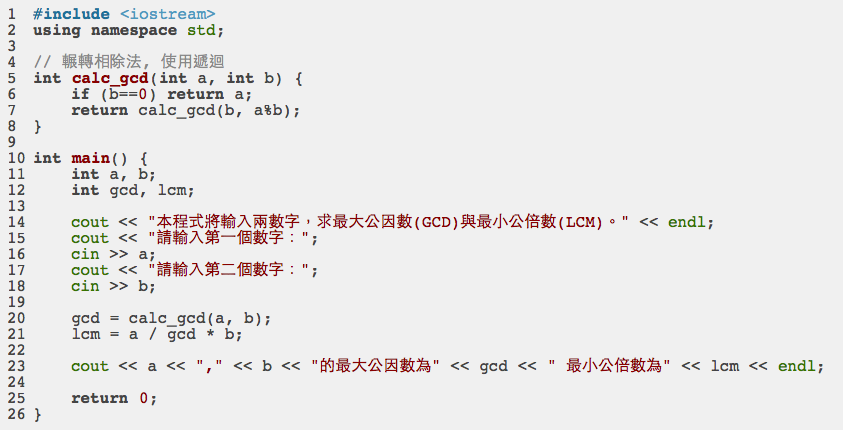 1 #include <iostream>
2 using namespace std;
3
4 // 輾轉相除法, 使用遞迴
5 int calc_gcd(int a, int b) {
6     if (b==0) return a;
7     return calc_gcd(b, a%b);
8 }
9
10 int main() {
11     int a, b;
12     int gcd, lcm;
13
14     cout << "本程式將輸入兩數字，求最大公因數(GCD)與最小公倍數(LCM)。" << endl;
15     cout << "請輸入第一個數字：";
16     cin >> a;
17     cout << "請輸入第二個數字：";
18     cin >> b;
19
20     gcd = calc_gcd(a, b);
21     lcm = a / gcd * b;
22
23     cout << a << "," << b << "的最大公因數為" << gcd << " 最小公倍數為" << lcm << endl;
24
25     return 0;
26 }